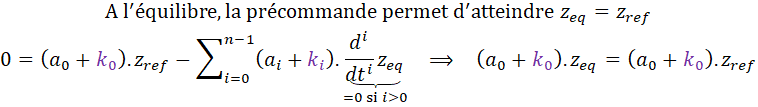 A l’équilibre, la précommande permet d’atteindre z_eq = z_ref
0 = (a_0 + k_0).z_ref − ∑_{i=0}^{n−1} (a_i + k_i). d^i/dt^i z_eq ⟹ (a_0 + k_0).z_eq = (a_0 + k_0).z_ref
=0 si i>0